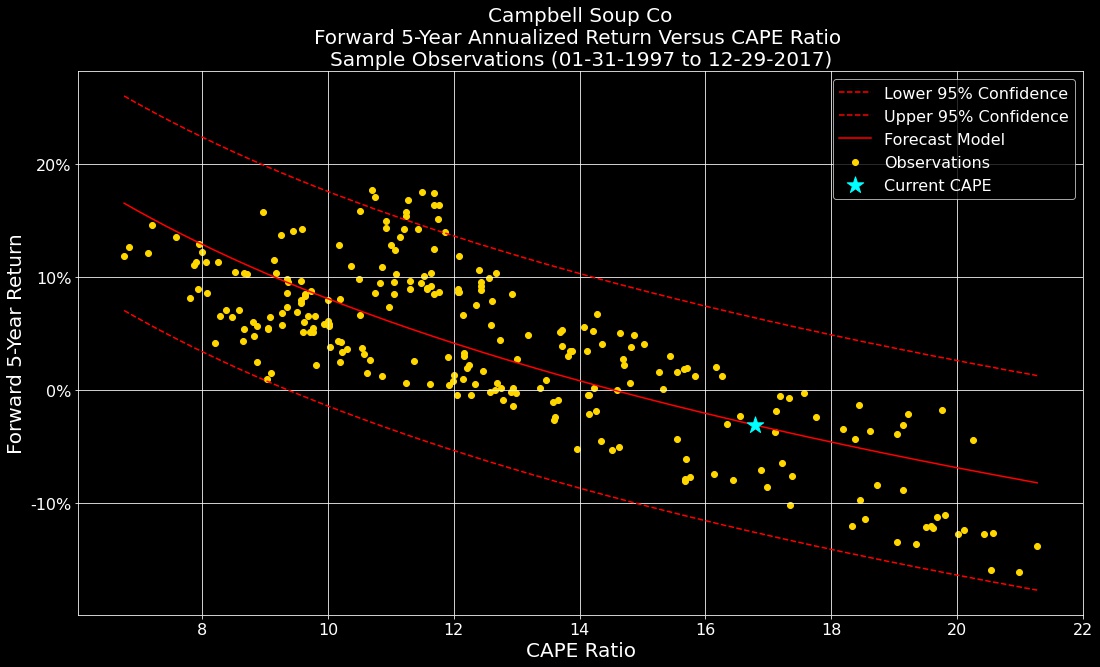 Campbell Soup Co
Forward 5-Year Annualized Return Versus CAPE Ratio
Sample Observations (01-31-1997 to 12-29-2017)
Lower 95% Confidence
Upper 95% Confidence
Forecast Model
Observations
Current CAPE
Forward 5-Year Return
20%
10%
0%
-10%
8 10 12 14 16 18 20 22
CAPE Ratio